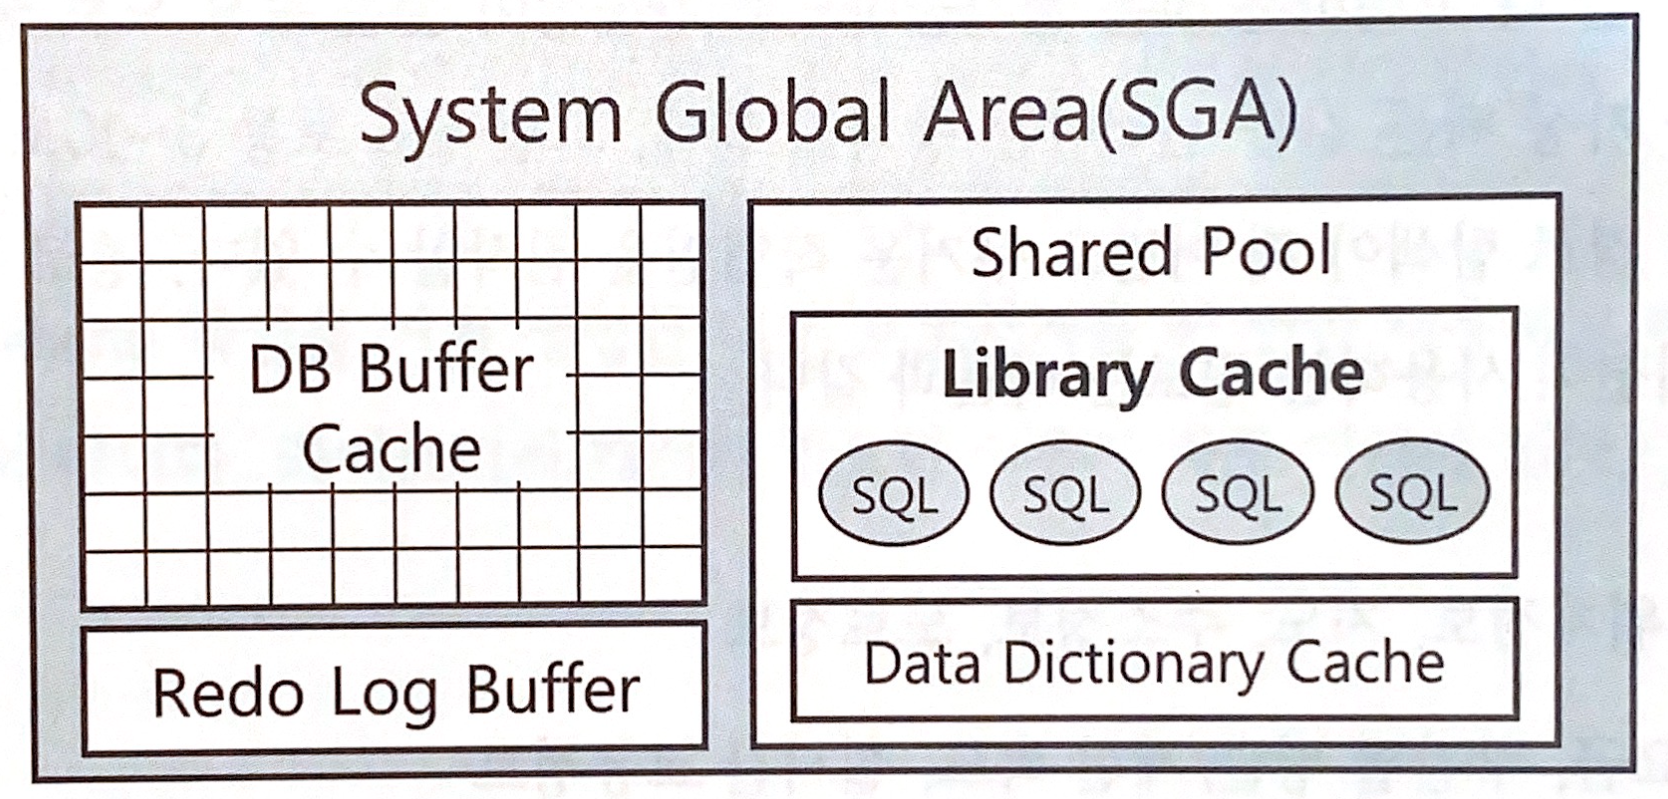 System Global Area(SGA)
DB Buffer
Cache
Redo Log Buffer
Shared Pool
Library Cache
SQL SQL SQL SQL
Data Dictionary Cache